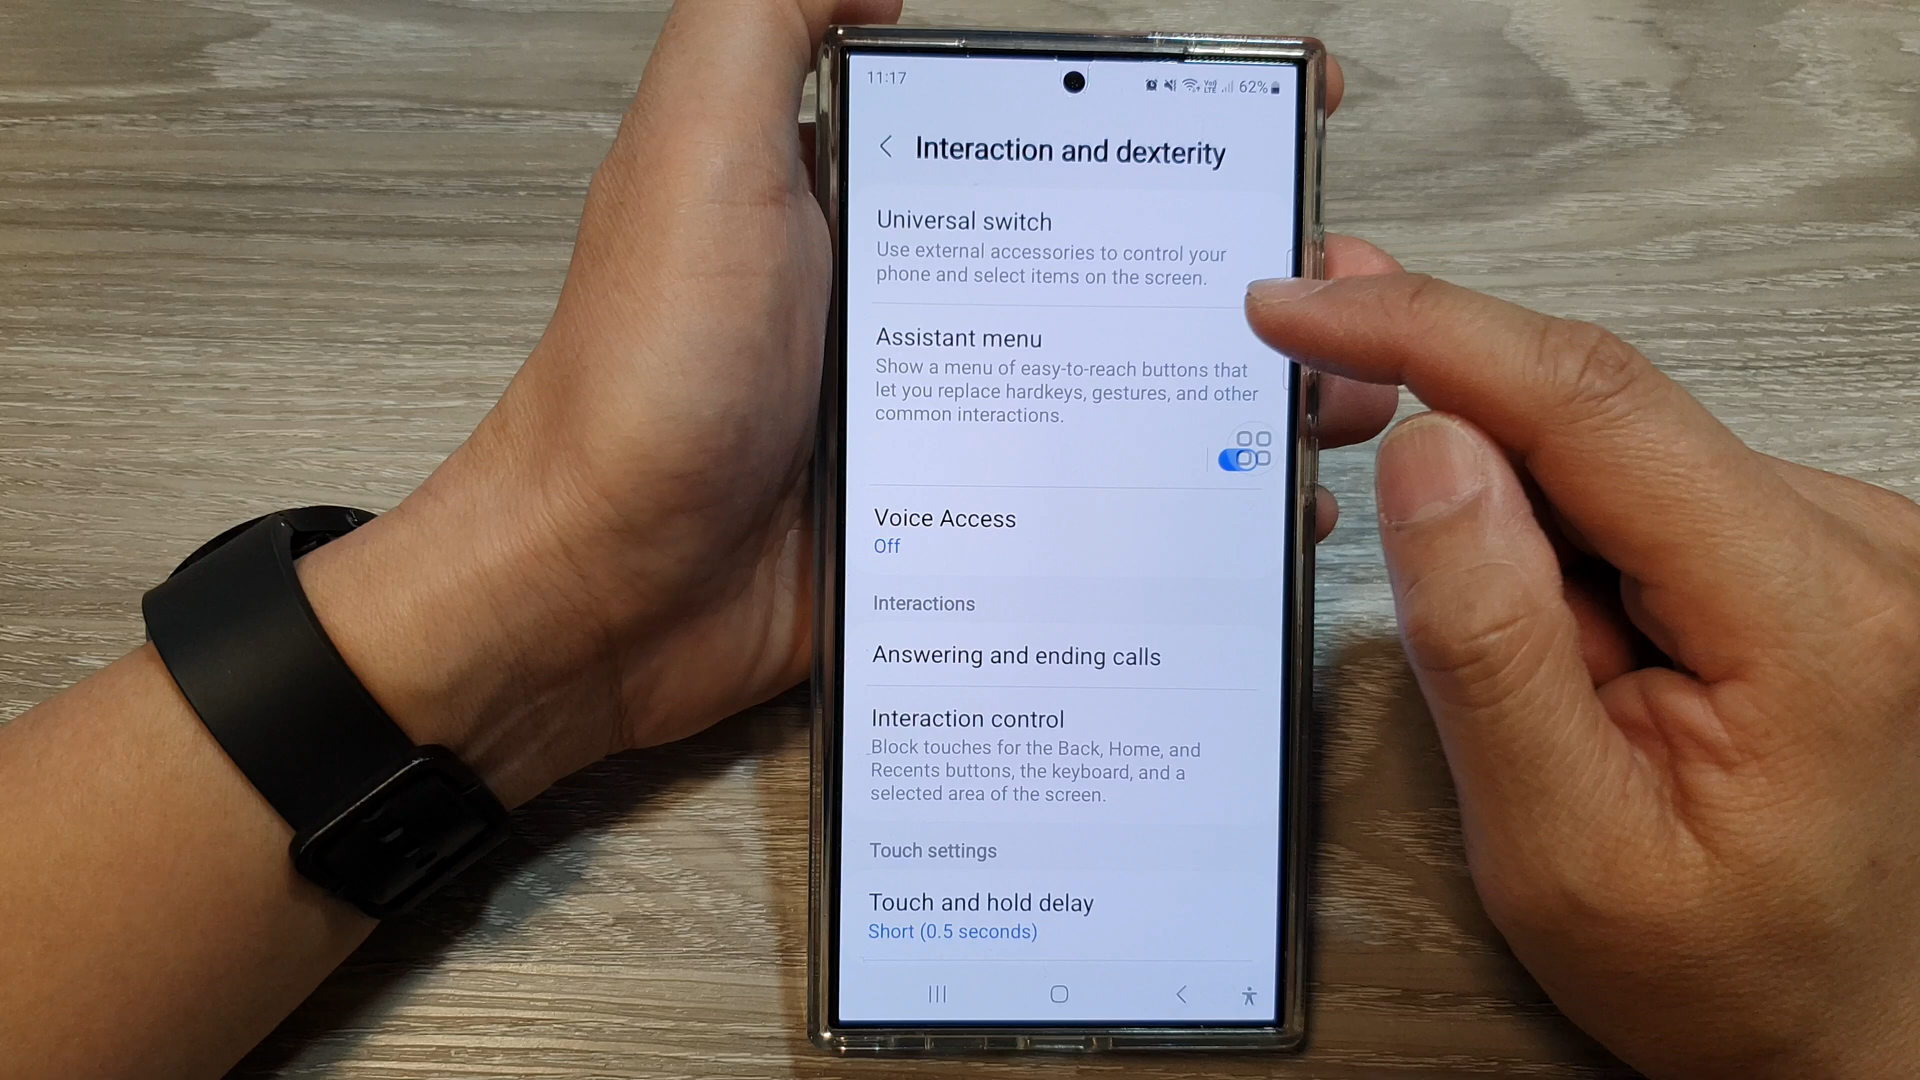 11:17
Vo)) LTE 62%
Interaction and dexterity
Universal switch
Use external accessories to control your
phone and select items on the screen.
Assistant menu
Show a menu of easy-to-reach buttons that
let you replace hardkeys, gestures, and other
common interactions.
Voice Access
Off
Interactions
Answering and ending calls
Interaction control
Block touches for the Back, Home, and
Recents buttons, the keyboard, and a
selected area of the screen.
Touch settings
Touch and hold delay
Short (0.5 seconds)